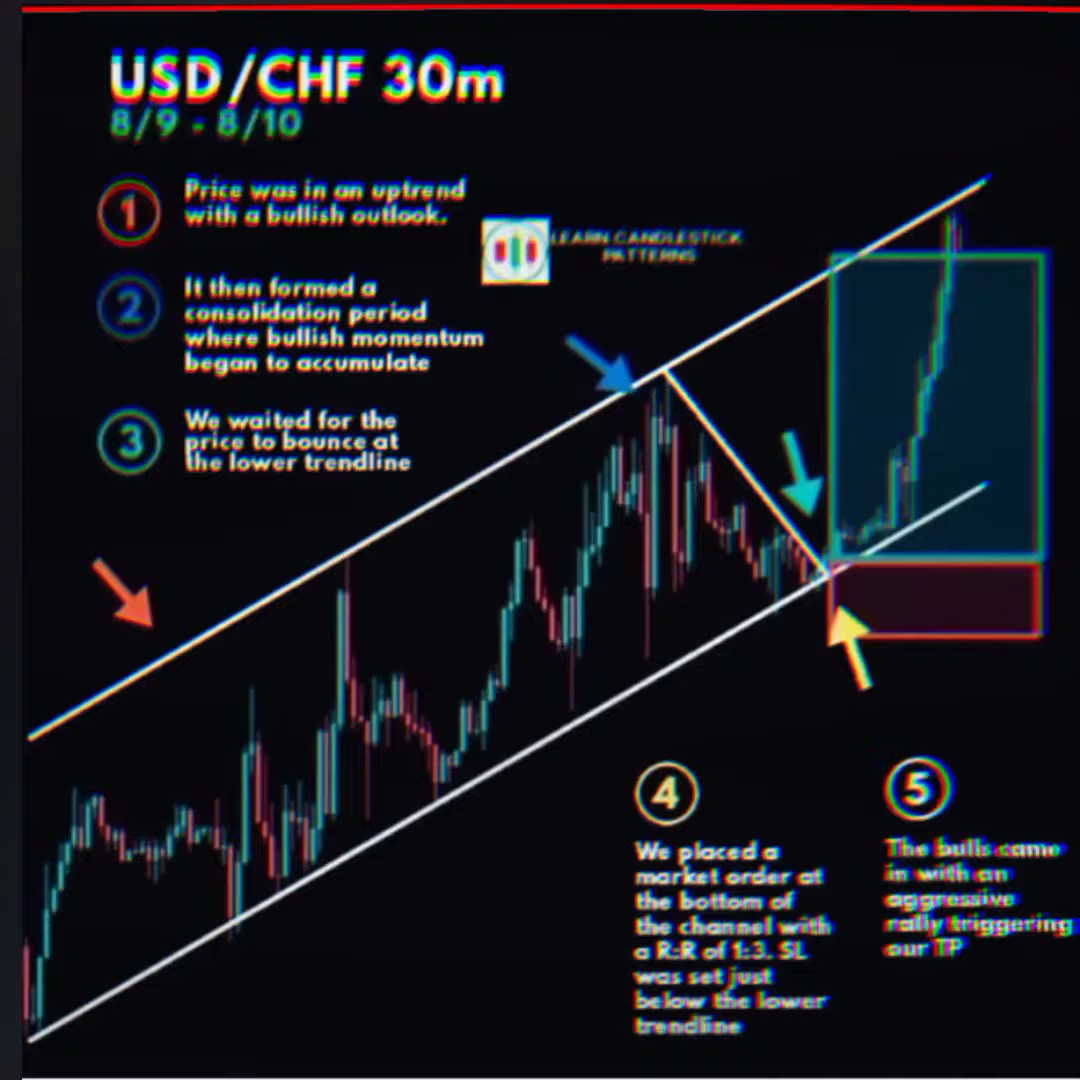 USD/CHF 30m
8/9 - 8/10
1
Price was in an uptrend
with a bullish outlook.
LEARN CANDLESTICK
PATTERNS
2
It then formed a
consolidation period
where bullish momentum
began to accumulate
3
We waited for the
price to bounce at
the lower trendline
4
We placed a
market order at
the bottom of
the channel with
a R:R of 1:3. SL
was set just
below the lower
trendline
5
The bulls came
in with an
aggressive
rally triggering
our TP